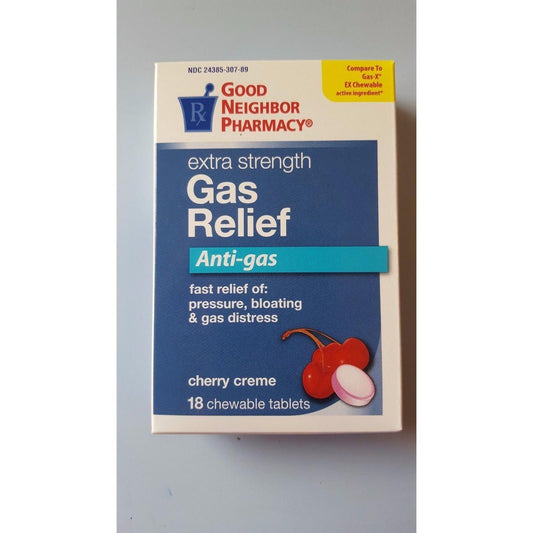 NDC 24385-307-89
Compare To
Gas-X®
EX Chewable
active ingredient*
GOOD
NEIGHBOR
PHARMACY®
Rx
extra strength
Gas
Relief
Anti-gas
fast relief of:
pressure, bloating
& gas distress
cherry creme
18 chewable tablets